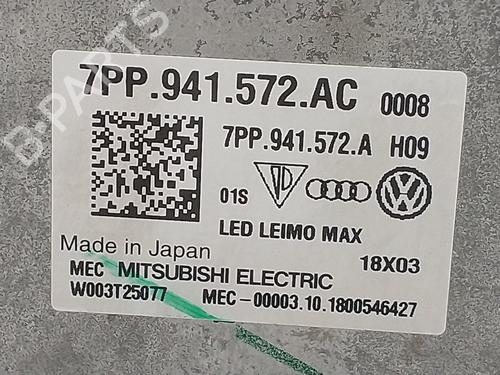 B-PARTS
7PP.941.572.AC 0008
7PP.941.572.A H09
01S
LED LEIMO MAX
Made in Japan 18X03
MEC MITSUBISHI ELECTRIC
W003T25077 MEC-00003.10.1800546427